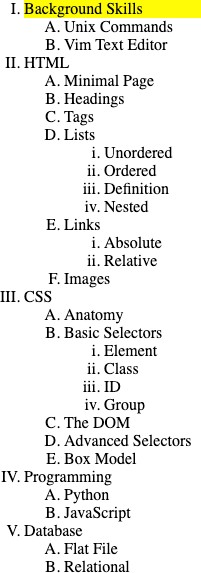 I. Background Skills
A. Unix Commands
B. Vim Text Editor
II. HTML
A. Minimal Page
B. Headings
C. Tags
D. Lists
i. Unordered
ii. Ordered
iii. Definition
iv. Nested
E. Links
i. Absolute
ii. Relative
F. Images
III. CSS
A. Anatomy
B. Basic Selectors
i. Element
ii. Class
iii. ID
iv. Group
C. The DOM
D. Advanced Selectors
E. Box Model
IV. Programming
A. Python
B. JavaScript
V. Database
A. Flat File
B. Relational